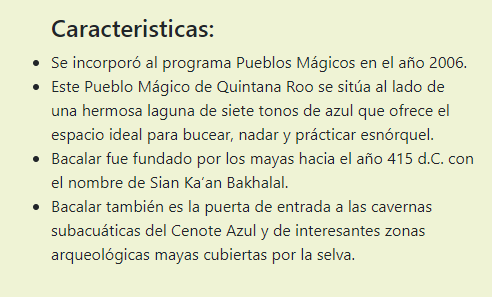 Caracteristicas:
• Se incorporó al programa Pueblos Mágicos en el año 2006.
• Este Pueblo Mágico de Quintana Roo se sitúa al lado de
una hermosa laguna de siete tonos de azul que ofrece el
espacio ideal para bucear, nadar y prácticar esnórquel.
• Bacalar fue fundado por los mayas hacia el año 415 d.C. con
el nombre de Sian Ka’an Bakhalal.
• Bacalar también es la puerta de entrada a las cavernas
subacuáticas del Cenote Azul y de interesantes zonas
arqueológicas mayas cubiertas por la selva.